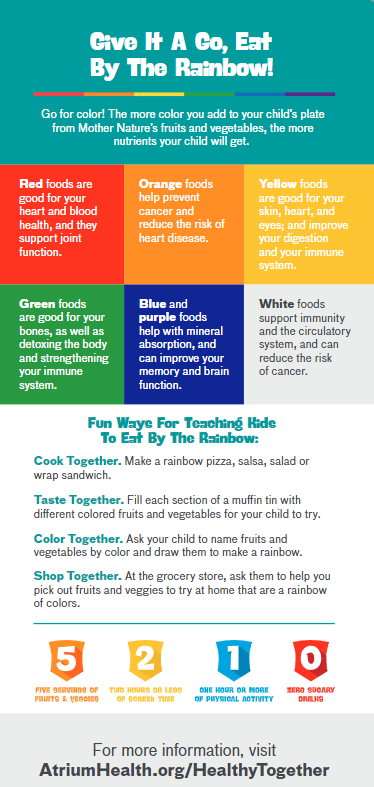 Give It A Go, Eat
By The Rainbow!
Go for color! The more color you add to your child's plate
from Mother Nature's fruits and vegetables, the more
nutrients your child will get.
Red foods are
good for your
heart and blood
health, and they
support joint
function.
Orange foods
help prevent
cancer and
reduce the risk of
heart disease.
Yellow foods
are good for your
skin, heart, and
eyes; and improve
your digestion
and your immune
system.
Green foods
are good for your
bones, as well as
detoxing the body
and strengthening
your immune
system.
Blue and
purple foods
help with mineral
absorption, and
can improve your
memory and brain
function.
White foods
support immunity
and the circulatory
system, and can
reduce the risk
of cancer.
Fun Ways For Teaching Kids
To Eat By The Rainbow:
Cook Together. Make a rainbow pizza, salsa, salad or
wrap sandwich.
Taste Together. Fill each section of a muffin tin with
different colored fruits and vegetables for your child to try.
Color Together. Ask your child to name fruits and
vegetables by color and draw them to make a rainbow.
Shop Together. At the grocery store, ask them to help you
pick out fruits and veggies to try at home that are a rainbow
of colors.
5
FIVE SERVINGS OF
FRUITS & VEGGIES
2
TWO HOURS OR LESS
OF SCREEN TIME
1
ONE HOUR OR MORE
OF PHYSICAL ACTIVITY
0
ZERO SUGARY
DRINKS
For more information, visit
AtriumHealth.org/HealthyTogether